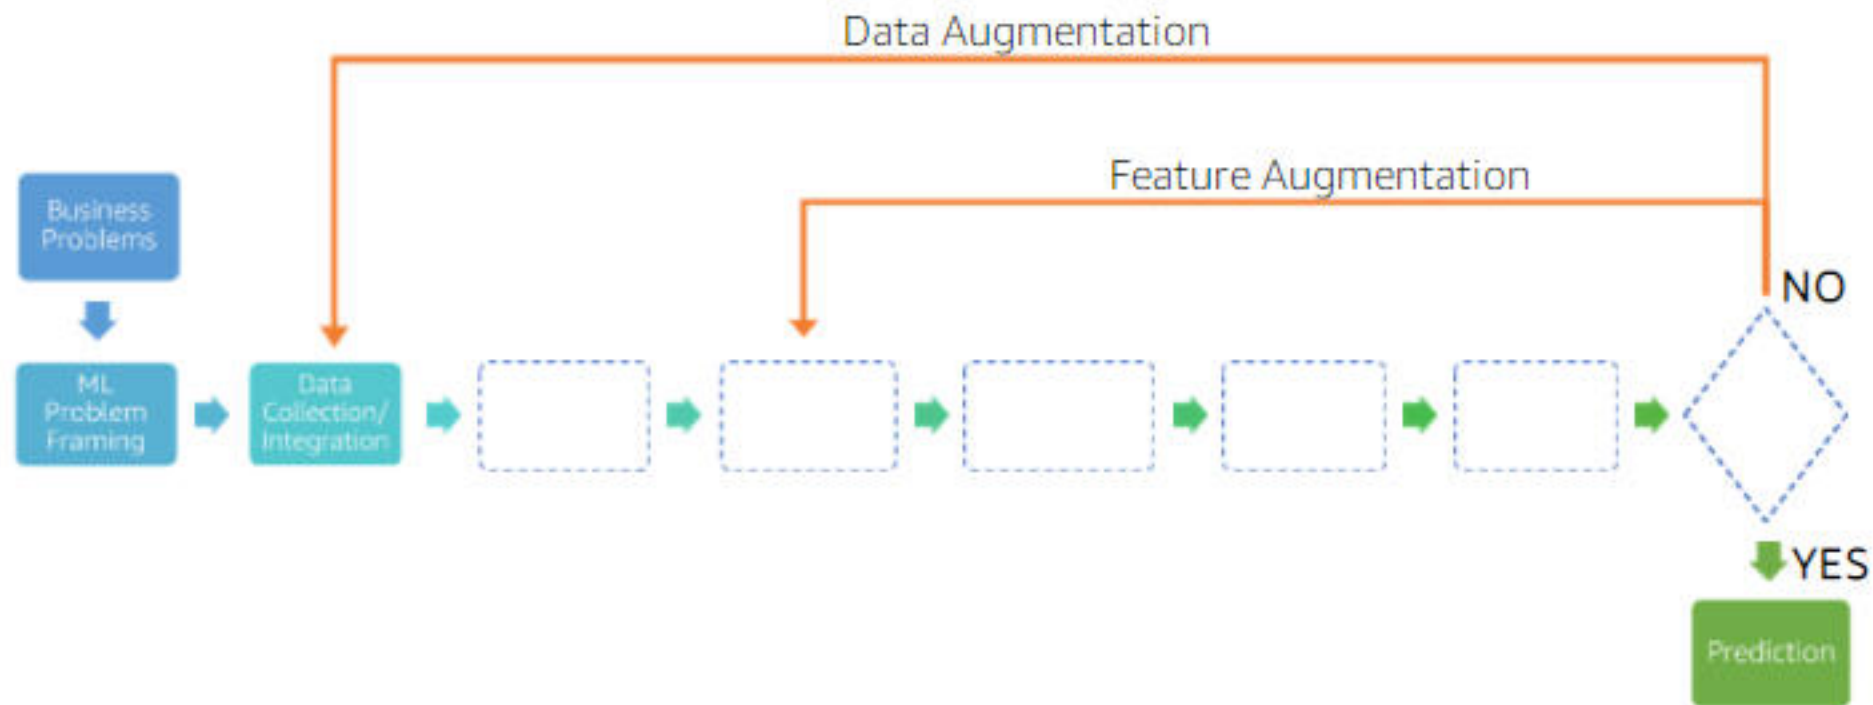 Data Augmentation
Feature Augmentation
Business
Problems
NO
ML
Problem
Framing
Data
Collection/
Integration
YES
Prediction